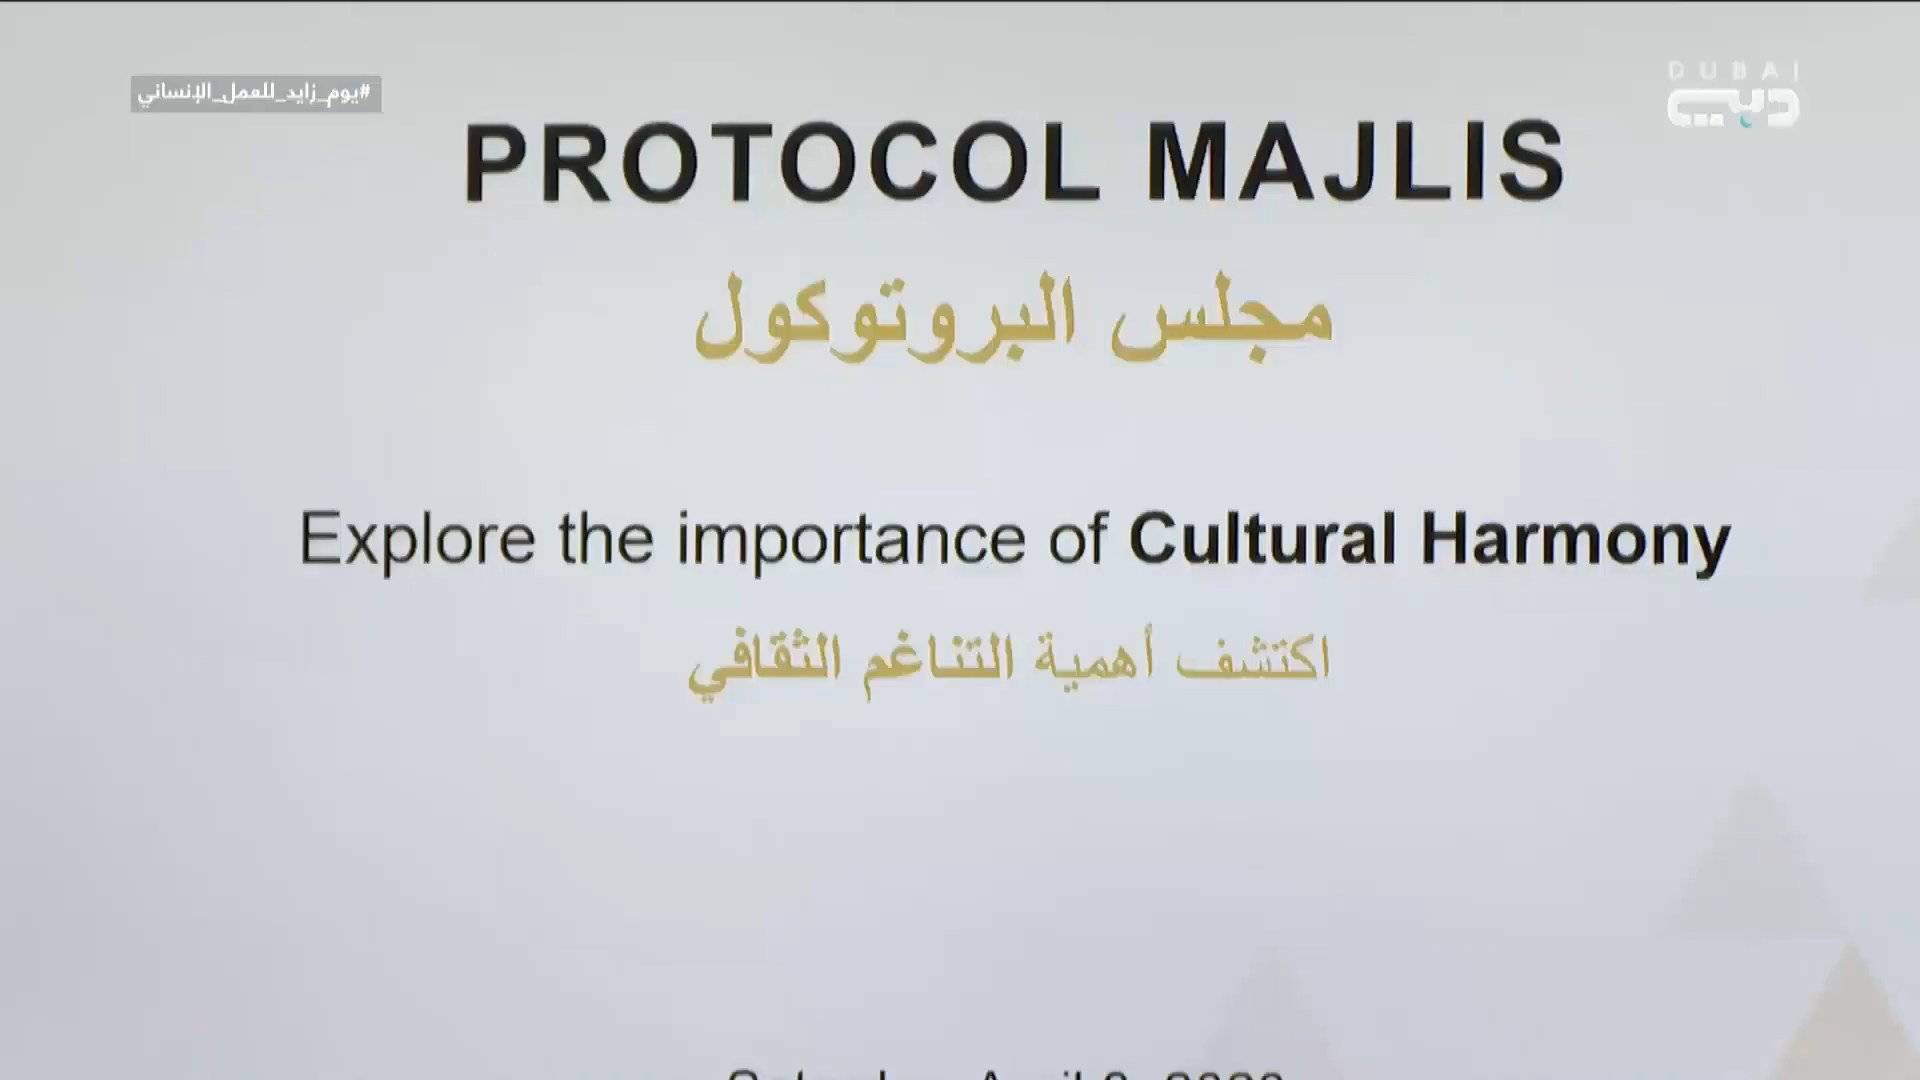 #يوم_زايد_للعمل_الإنساني
DUBAI
دبي
PROTOCOL MAJLIS
مجلس البروتوكول
Explore the importance of Cultural Harmony
اكتشف أهمية التناغم الثقافي